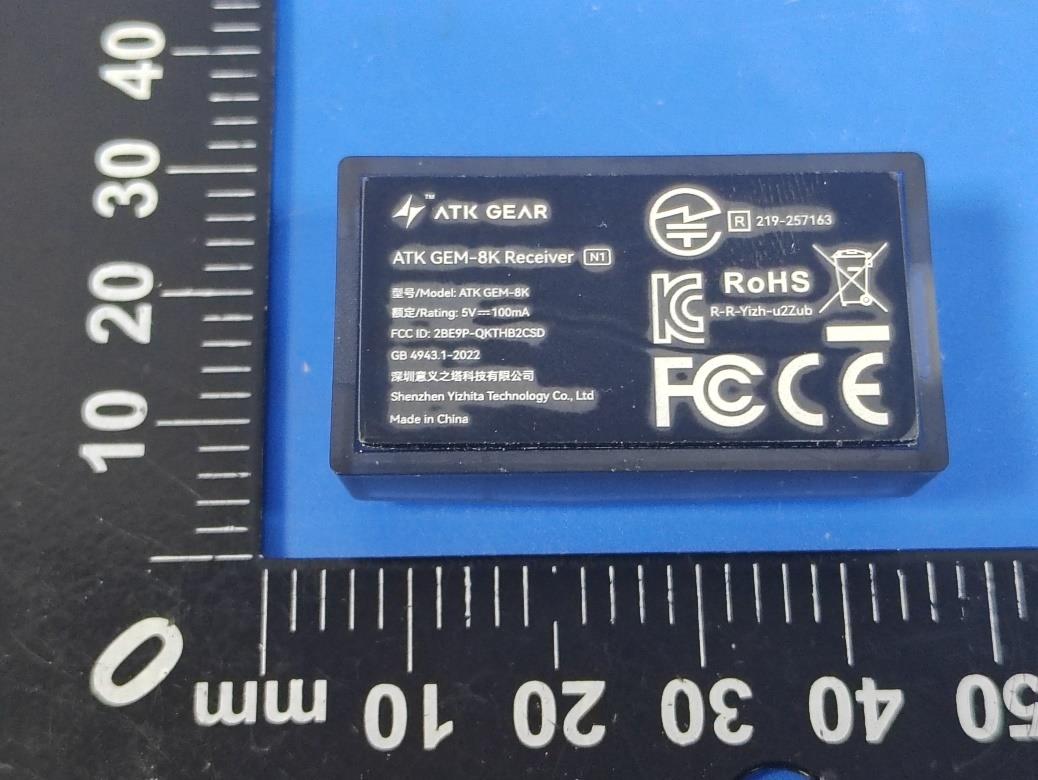 40
30
20
10
0
mm 10 20 30 40 50
ATK GEAR™
ATK GEM-8K Receiver N1
型号/Model: ATK GEM-8K
额定/Rating: 5V⎓100mA
FCC ID: 2BE9P-QKTHB2CSD
GB 4943.1-2022
深圳意义之塔科技有限公司
Shenzhen Yizhita Technology Co., Ltd
Made in China
R 219-257163
RoHS
R-R-Yizh-u2Zub
FC CE